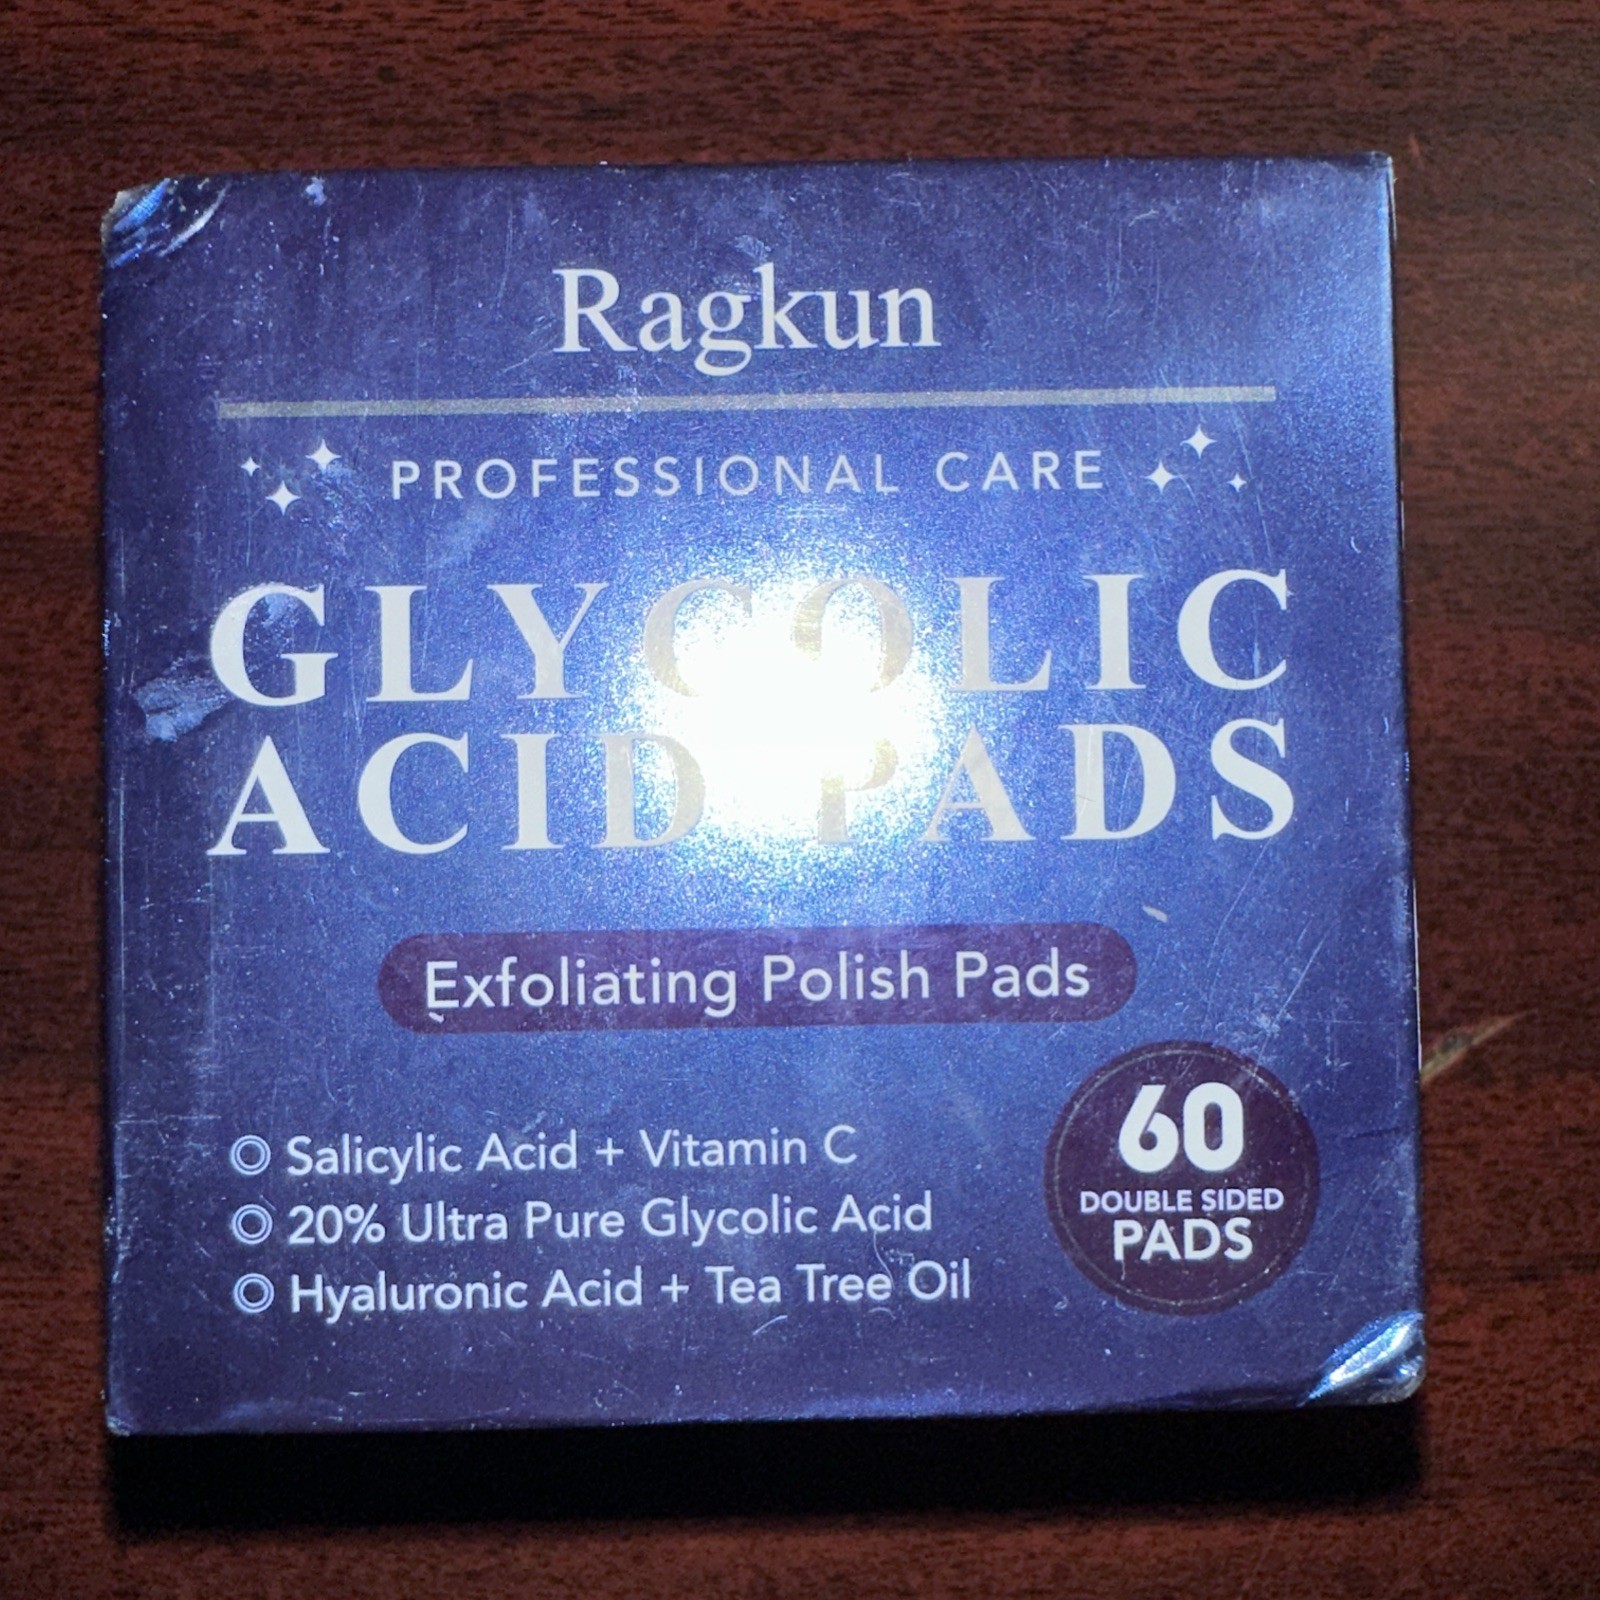 Ragkun
PROFESSIONAL CARE
GLYCOLIC
ACID PADS
Exfoliating Polish Pads
Salicylic Acid + Vitamin C
20% Ultra Pure Glycolic Acid
Hyaluronic Acid + Tea Tree Oil
60
DOUBLE SIDED
PADS